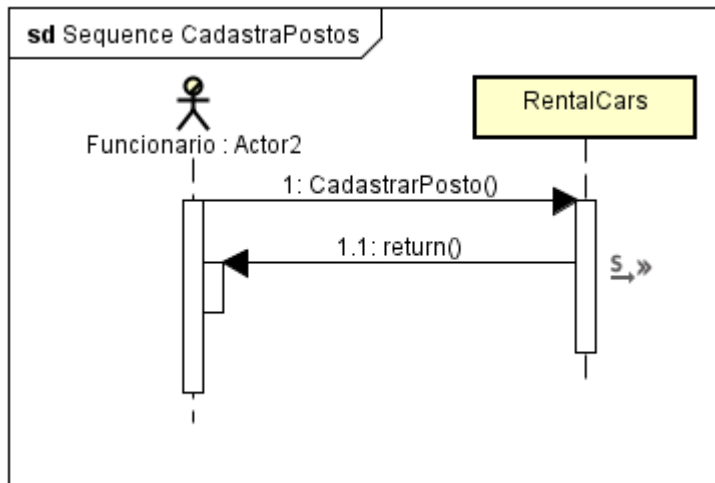 sd Sequence CadastraPostos
RentalCars
Funcionario : Actor2
1: CadastrarPosto()
1.1: return()
S »